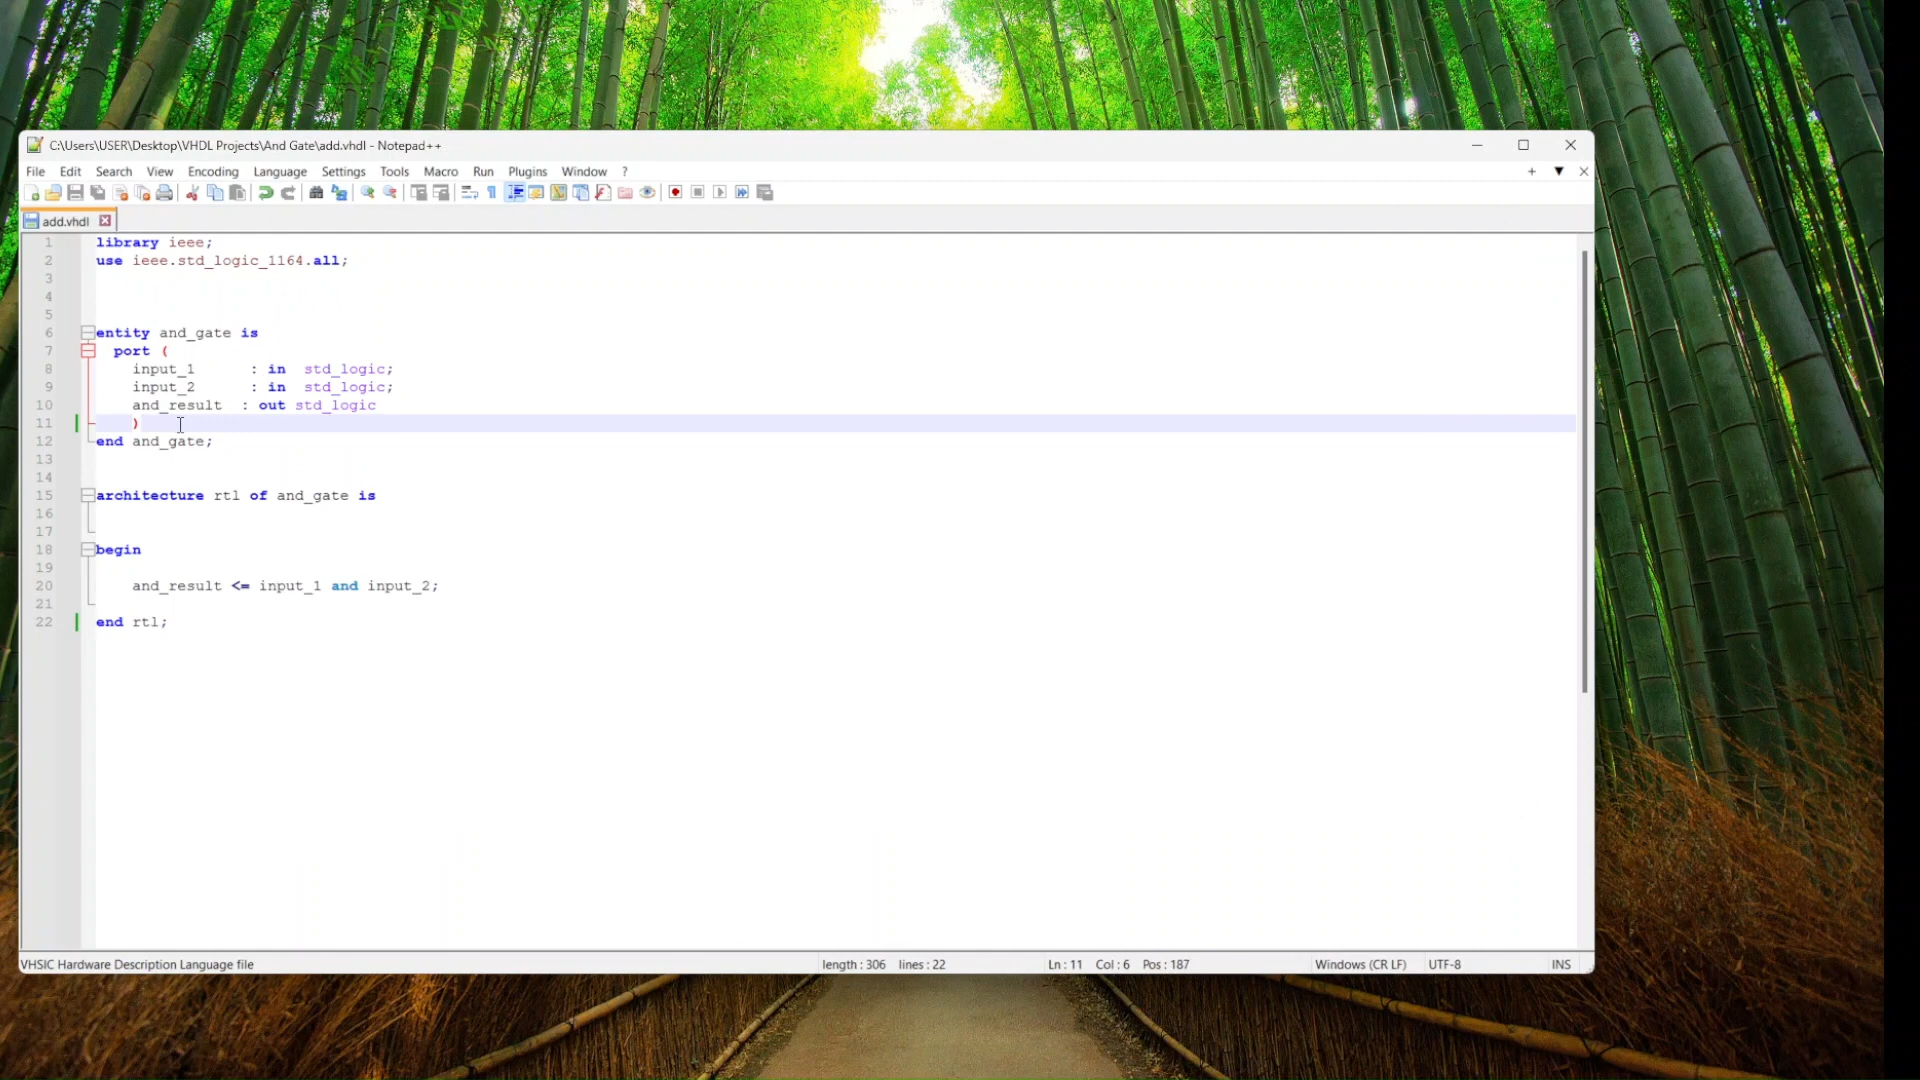 C:\Users\USER\Desktop\VHDL Projects\And Gate\add.vhdl - Notepad++
File Edit Search View Encoding Language Settings Tools Macro Run Plugins Window ?
add.vhdl
1 library ieee;
2 use ieee.std_logic_1164.all;
3
4
5
6 entity and_gate is
7 port (
8 input_1 : in std_logic;
9 input_2 : in std_logic;
10 and_result : out std_logic
11 )
12 end and_gate;
13
14
15 architecture rtl of and_gate is
16
17
18 begin
19
20 and_result <= input_1 and input_2;
21
22 end rtl;
VHSIC Hardware Description Language file length : 306 lines : 22 Ln : 11 Col : 6 Pos : 187 Windows (CR LF) UTF-8 INS